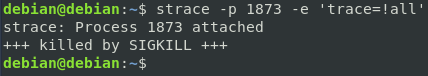 debian@debian:~$ strace -p 1873 -e 'trace=!all'
strace: Process 1873 attached
+++ killed by SIGKILL +++
debian@debian:~$